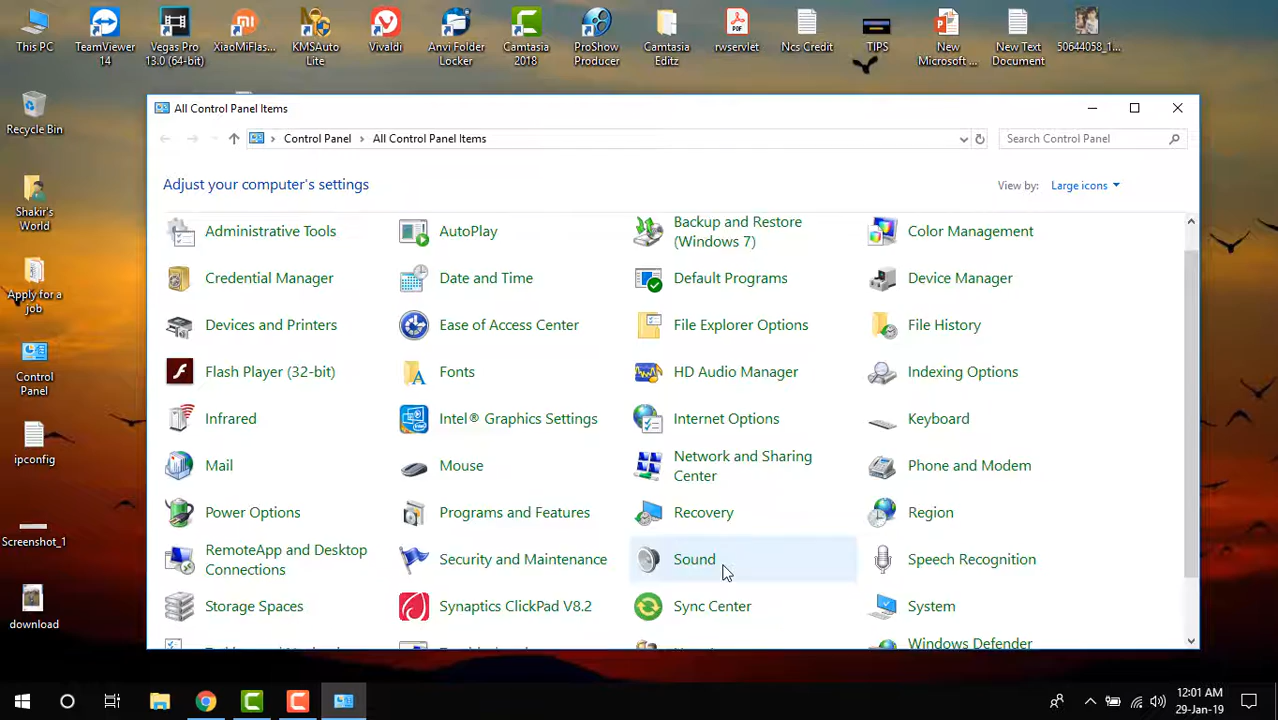 This PC
TeamViewer
14
Vegas Pro
13.0 (64-bit)
XiaoMiFlas...
KMSAuto
Lite
Vivaldi
Anvi Folder
Locker
Camtasia
2018
ProShow
Producer
Camtasia
Editz
rwservlet
Ncs Credit
TIPS
New
Microsoft ...
New Text
Document
50644058_1...
Recycle Bin
Shakir's
World
Apply for a
job
Control
Panel
ipconfig
Screenshot_1
download
All Control Panel Items
Control Panel > All Control Panel Items
Search Control Panel
Adjust your computer's settings
View by: Large icons
Administrative Tools
AutoPlay
Backup and Restore
(Windows 7)
Color Management
Credential Manager
Date and Time
Default Programs
Device Manager
Devices and Printers
Ease of Access Center
File Explorer Options
File History
Flash Player (32-bit)
Fonts
HD Audio Manager
Indexing Options
Infrared
Intel® Graphics Settings
Internet Options
Keyboard
Mail
Mouse
Network and Sharing
Center
Phone and Modem
Power Options
Programs and Features
Recovery
Region
RemoteApp and Desktop
Connections
Security and Maintenance
Sound
Speech Recognition
Storage Spaces
Synaptics ClickPad V8.2
Sync Center
System
Windows Defender
12:01 AM
29-Jan-19